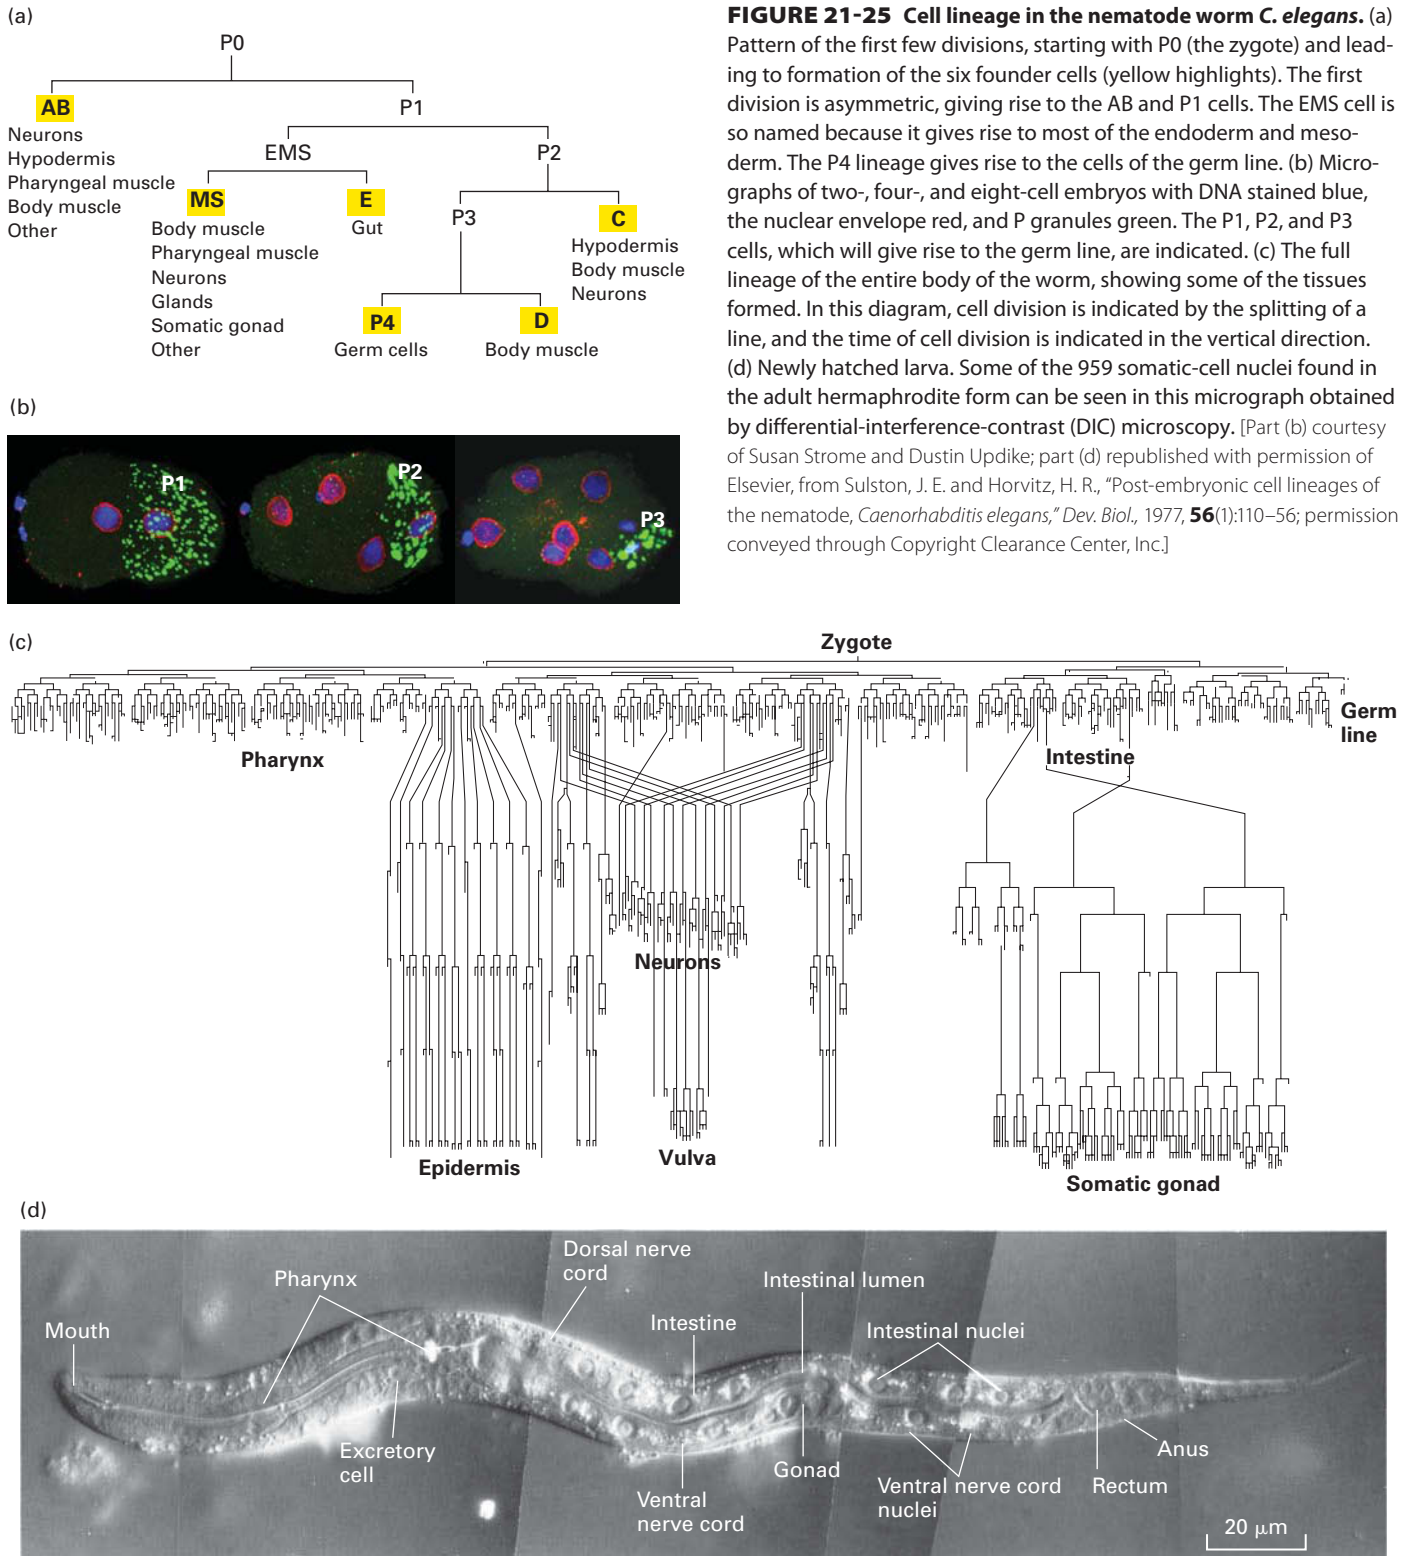 (a)
P0
AB
P1
Neurons
Hypodermis
Pharyngeal muscle
Body muscle
Other
EMS
P2
MS
E
P3
C
Body muscle
Pharyngeal muscle
Neurons
Glands
Somatic gonad
Other
Gut
Hypodermis
Body muscle
Neurons
P4
D
Germ cells
Body muscle
FIGURE 21-25 Cell lineage in the nematode worm C. elegans. (a)
Pattern of the first few divisions, starting with P0 (the zygote) and lead-
ing to formation of the six founder cells (yellow highlights). The first
division is asymmetric, giving rise to the AB and P1 cells. The EMS cell is
so named because it gives rise to most of the endoderm and meso-
derm. The P4 lineage gives rise to the cells of the germ line. (b) Micro-
graphs of two-, four-, and eight-cell embryos with DNA stained blue,
the nuclear envelope red, and P granules green. The P1, P2, and P3
cells, which will give rise to the germ line, are indicated. (c) The full
lineage of the entire body of the worm, showing some of the tissues
formed. In this diagram, cell division is indicated by the splitting of a
line, and the time of cell division is indicated in the vertical direction.
(d) Newly hatched larva. Some of the 959 somatic-cell nuclei found in
the adult hermaphrodite form can be seen in this micrograph obtained
by differential-interference-contrast (DIC) microscopy. [Part (b) courtesy
of Susan Strome and Dustin Updike; part (d) republished with permission of
Elsevier, from Sulston, J. E. and Horvitz, H. R., "Post-embryonic cell lineages of
the nematode, Caenorhabditis elegans," Dev. Biol., 1977, 56(1):110–56; permission
conveyed through Copyright Clearance Center, Inc.]
(b)
P1
P2
P3
(c)
Zygote
Germ
line
Pharynx
Intestine
Neurons
Epidermis
Vulva
Somatic gonad
(d)
Mouth
Pharynx
Dorsal nerve
cord
Intestine
Intestinal lumen
Intestinal nuclei
Excretory
cell
Ventral
nerve cord
Gonad
Ventral nerve cord
nuclei
Rectum
Anus
20 μm